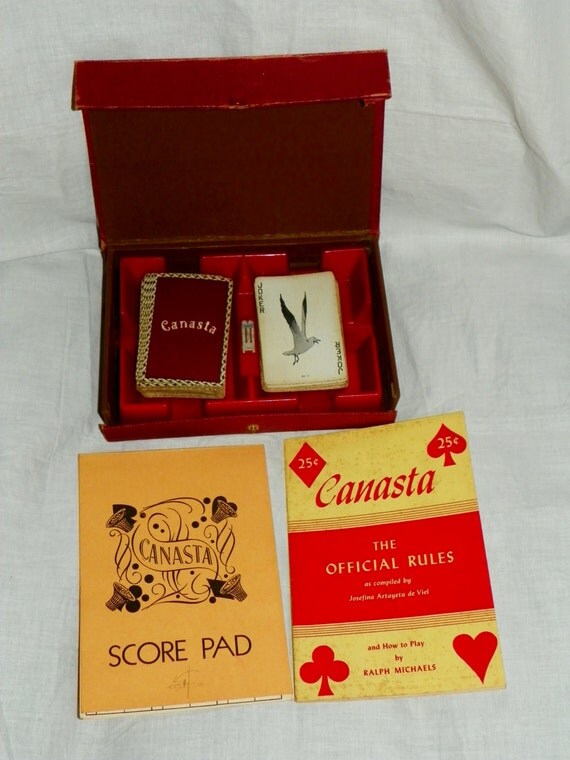 Canasta
JOKER
JOKER
CANASTA
SCORE PAD
25¢
25¢
Canasta
THE
OFFICIAL RULES
as compiled by
Josefina Artayeta de Viel
and How to Play
by
RALPH MICHAELS